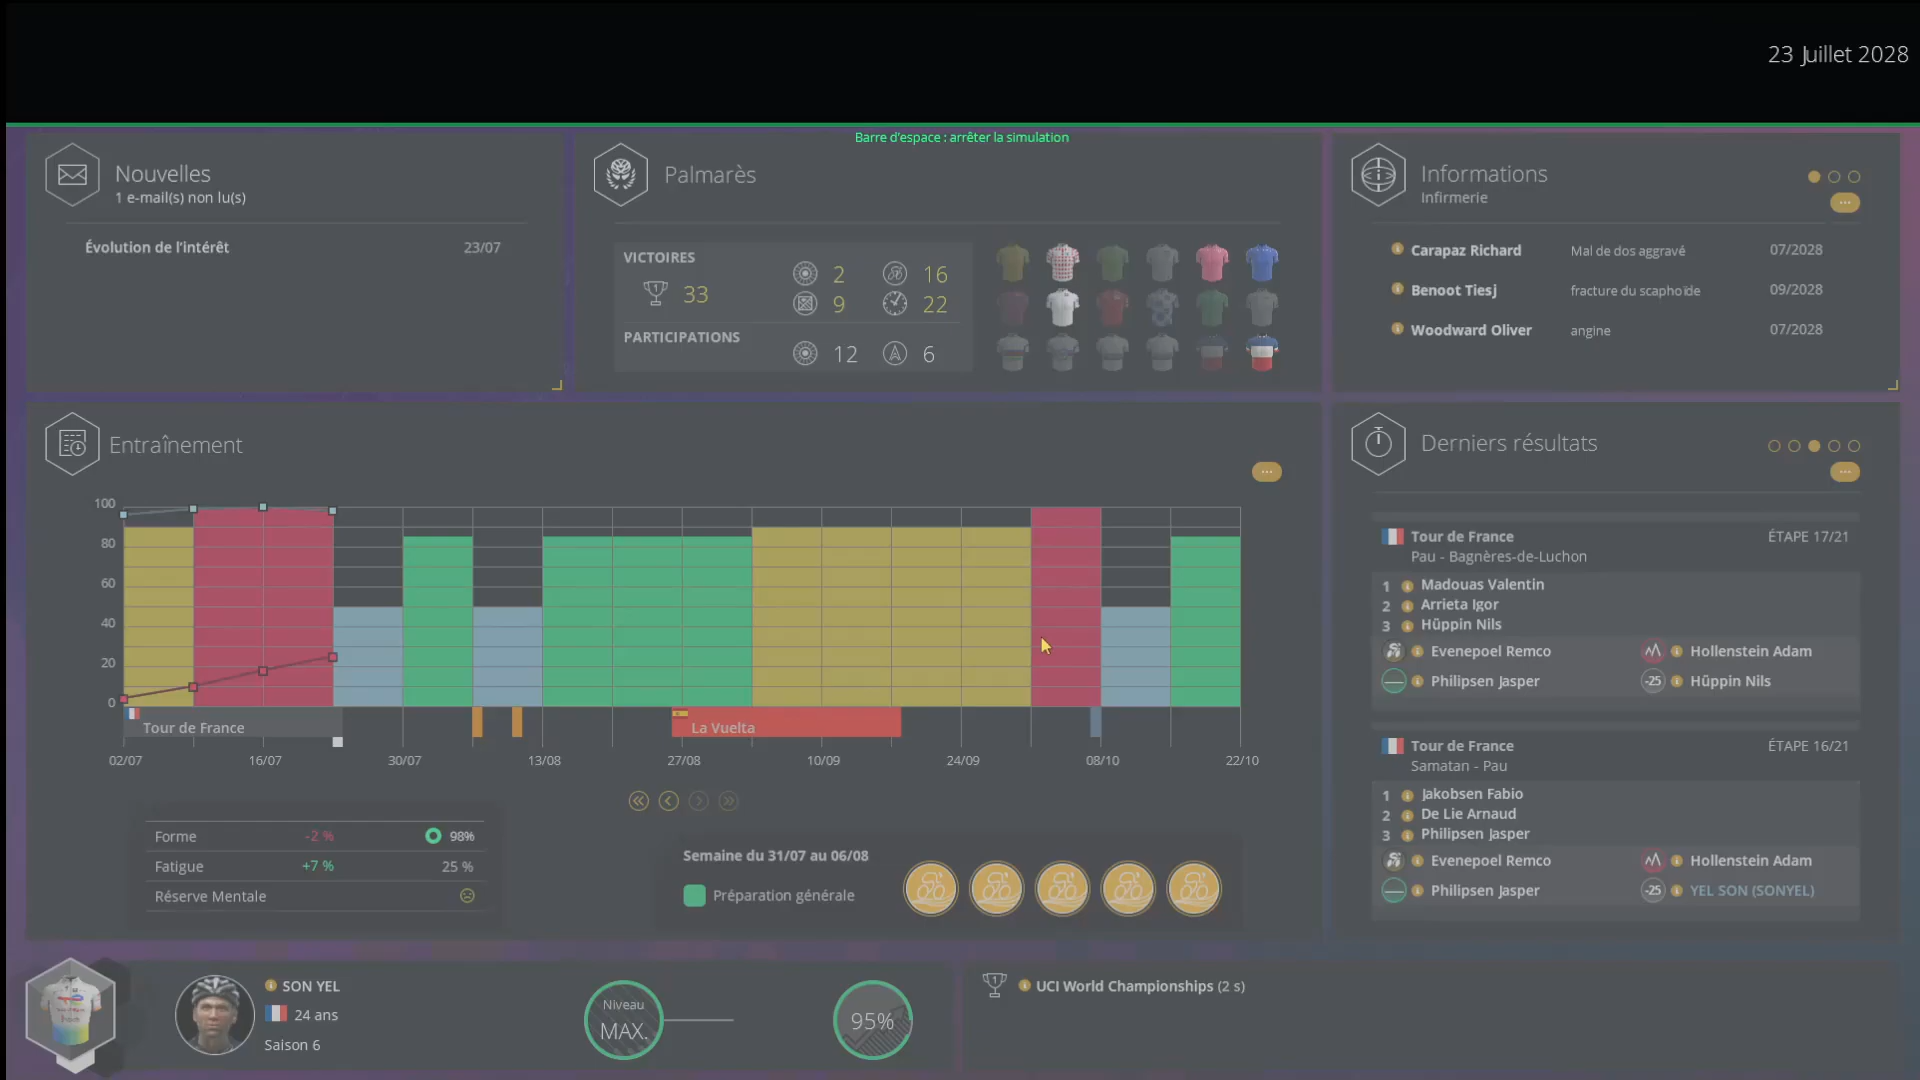 23 Juillet 2028
Barre d'espace : arrêter la simulation
Nouvelles
1 e-mail(s) non lu(s)
Évolution de l'intérêt 23/07
Palmarès
VICTOIRES
33
2 16
9 22
PARTICIPATIONS
12 6
Informations
Infirmerie
Carapaz Richard Mal de dos aggravé 07/2028
Benoot Tiesj fracture du scaphoïde 09/2028
Woodward Oliver angine 07/2028
Entraînement
100
80
60
40
20
0
Tour de France
La Vuelta
02/07 16/07 30/07 13/08 27/08 10/09 24/09 08/10 22/10
Forme -2 % 98%
Fatigue +7 % 25 %
Réserve Mentale
Semaine du 31/07 au 06/08
Préparation générale
Derniers résultats
Tour de France ÉTAPE 17/21
Pau - Bagnères-de-Luchon
1 Madouas Valentin
2 Arrieta Igor
3 Hüppin Nils
Evenepoel Remco Hollenstein Adam
Philipsen Jasper -25 Hüppin Nils
Tour de France ÉTAPE 16/21
Samatan - Pau
1 Jakobsen Fabio
2 De Lie Arnaud
3 Philipsen Jasper
Evenepoel Remco Hollenstein Adam
Philipsen Jasper -25 YEL SON (SONYEL)
SON YEL
24 ans
Saison 6
Niveau
MAX.
95%
UCI World Championships (2 s)